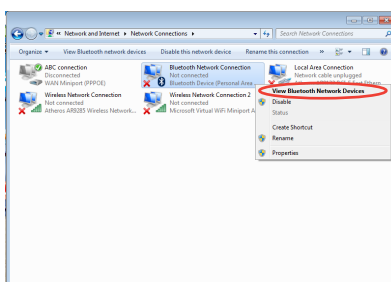 « Network and Internet ▸ Network Connections ▸
Search Network Connections
Organize
View Bluetooth network devices
Disable this network device
Rename this connection
»
ABC connection
Disconnected
WAN Miniport (PPPOE)
Bluetooth Network Connection
Not connected
Bluetooth Device (Personal Area
Local Area Connection
Network cable unplugged
Wireless Network Connection
Not connected
Atheros AR9285 Wireless Network...
Wireless Network Connection 2
Not connected
Microsoft Virtual WiFi Miniport A
View Bluetooth Network Devices
Disable
Status
Create Shortcut
Rename
Properties